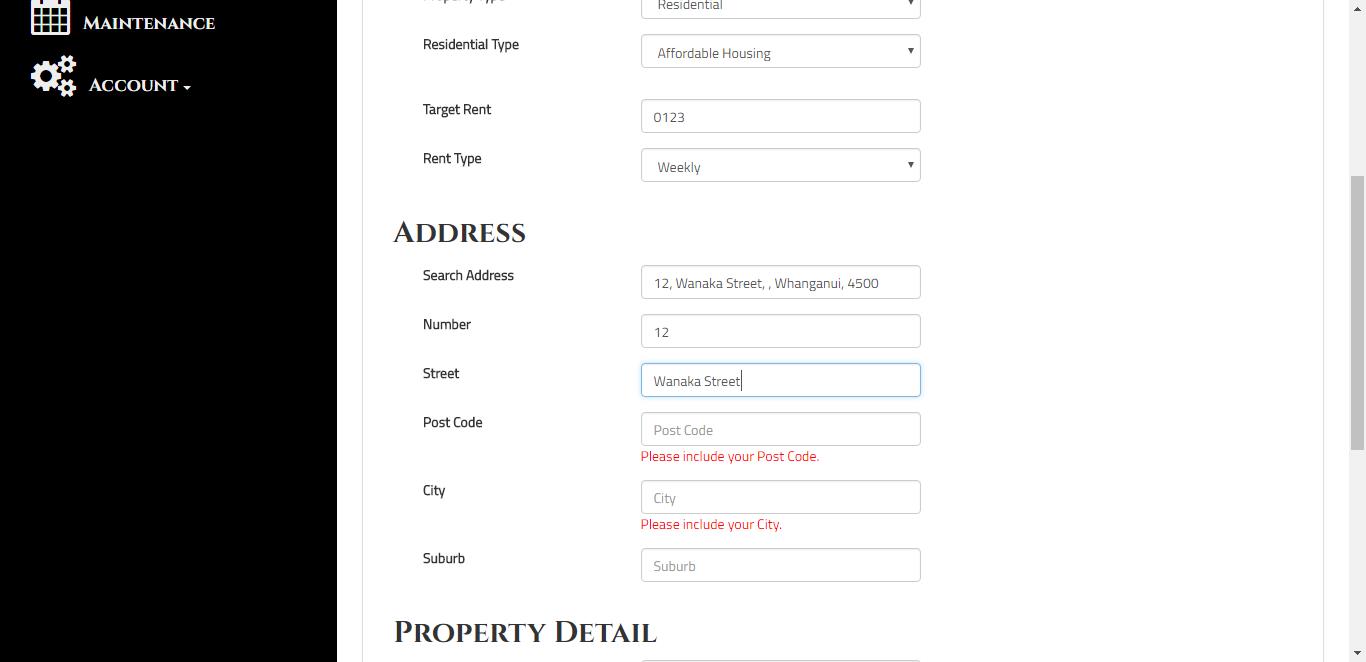 MAINTENANCE
ACCOUNT
Residential
Residential Type
Affordable Housing
Target Rent
0123
Rent Type
Weekly
ADDRESS
Search Address
12, Wanaka Street, , Whanganui, 4500
Number
12
Street
Wanaka Street
Post Code
Post Code
Please include your Post Code.
City
City
Please include your City.
Suburb
Suburb
PROPERTY DETAIL